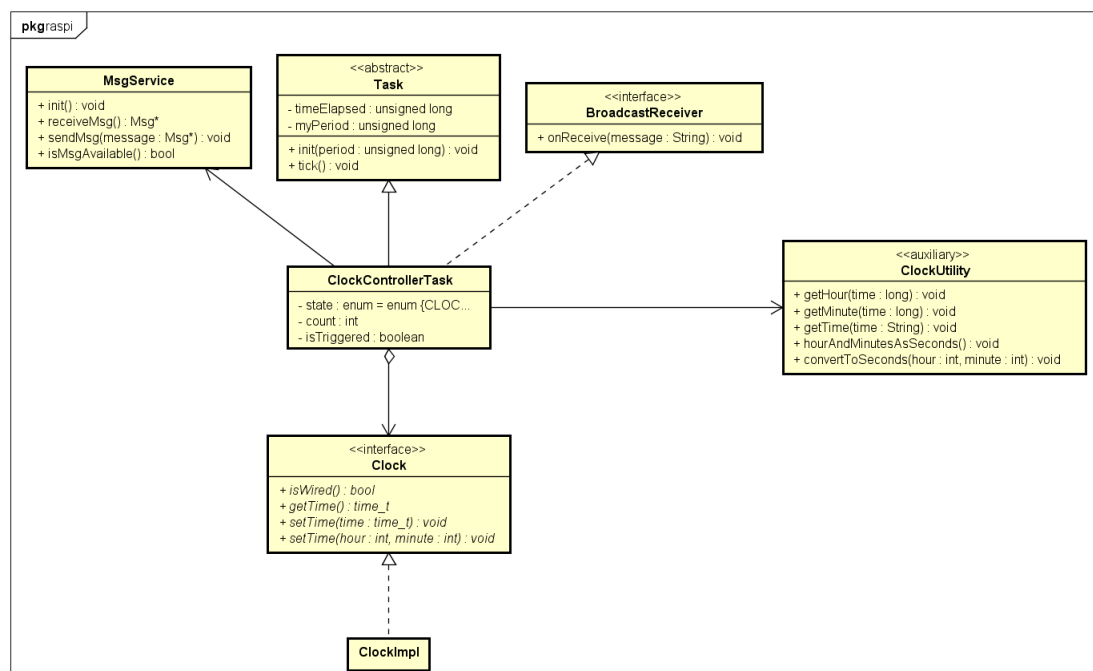 pkg raspi
MsgService
+ init() : void
+ receiveMsg() : Msg*
+ sendMsg(message : Msg*) : void
+ isMsgAvailable() : bool
<<abstract>>
Task
- timeElapsed : unsigned long
- myPeriod : unsigned long
+ init(period : unsigned long) : void
+ tick() : void
<<interface>>
BroadcastReceiver
+ onReceive(message : String) : void
ClockControllerTask
- state : enum = enum {CLOC...
- count : int
- isTriggered : boolean
<<auxiliary>>
ClockUtility
+ getHour(time : long) : void
+ getMinute(time : long) : void
+ getTime(time : String) : void
+ hourAndMinutesAsSeconds() : void
+ convertToSeconds(hour : int, minute : int) : void
<<interface>>
Clock
+ isWired() : bool
+ getTime() : time_t
+ setTime(time : time_t) : void
+ setTime(hour : int, minute : int) : void
ClockImpl